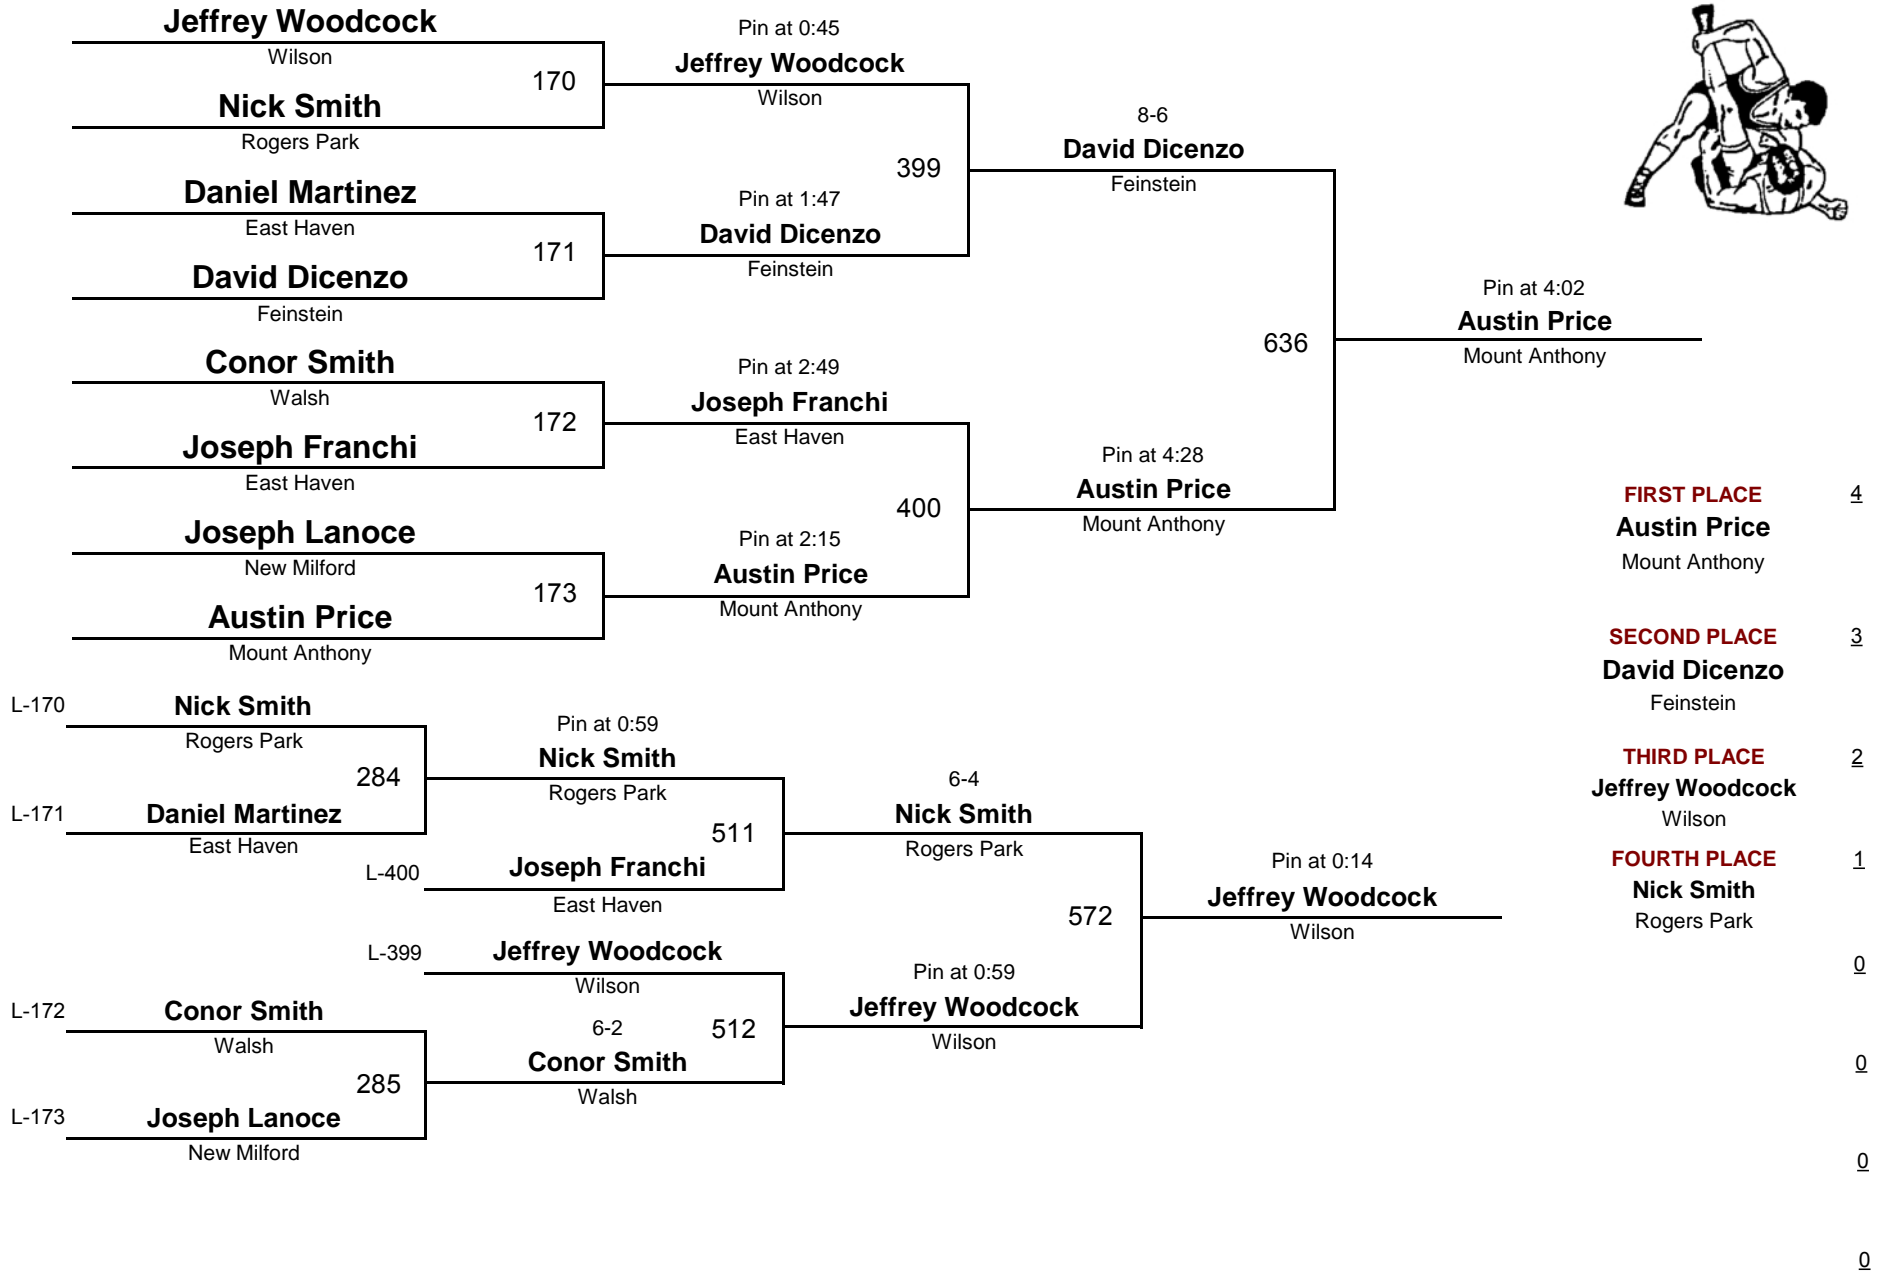 Jeffrey Woodcock
Wilson
170
Nick Smith
Rogers Park
Daniel Martinez
East Haven
171
David Dicenzo
Feinstein
Conor Smith
Walsh
172
Joseph Franchi
East Haven
Joseph Lanoce
New Milford
173
Austin Price
Mount Anthony
Pin at 0:45
Jeffrey Woodcock
Wilson
399
Pin at 1:47
David Dicenzo
Feinstein
Pin at 2:49
Joseph Franchi
East Haven
400
Pin at 2:15
Austin Price
Mount Anthony
8-6
David Dicenzo
Feinstein
636
Pin at 4:28
Austin Price
Mount Anthony
Pin at 4:02
Austin Price
Mount Anthony
L-170
Nick Smith
Rogers Park
284
L-171
Daniel Martinez
East Haven
Pin at 0:59
Nick Smith
Rogers Park
511
L-400
Joseph Franchi
East Haven
L-399
Jeffrey Woodcock
Wilson
512
6-2
Conor Smith
Walsh
L-172
Conor Smith
Walsh
285
L-173
Joseph Lanoce
New Milford
6-4
Nick Smith
Rogers Park
572
Pin at 0:59
Jeffrey Woodcock
Wilson
Pin at 0:14
Jeffrey Woodcock
Wilson
FIRST PLACE 4
Austin Price
Mount Anthony
SECOND PLACE 3
David Dicenzo
Feinstein
THIRD PLACE 2
Jeffrey Woodcock
Wilson
FOURTH PLACE 1
Nick Smith
Rogers Park
0
0
0
0